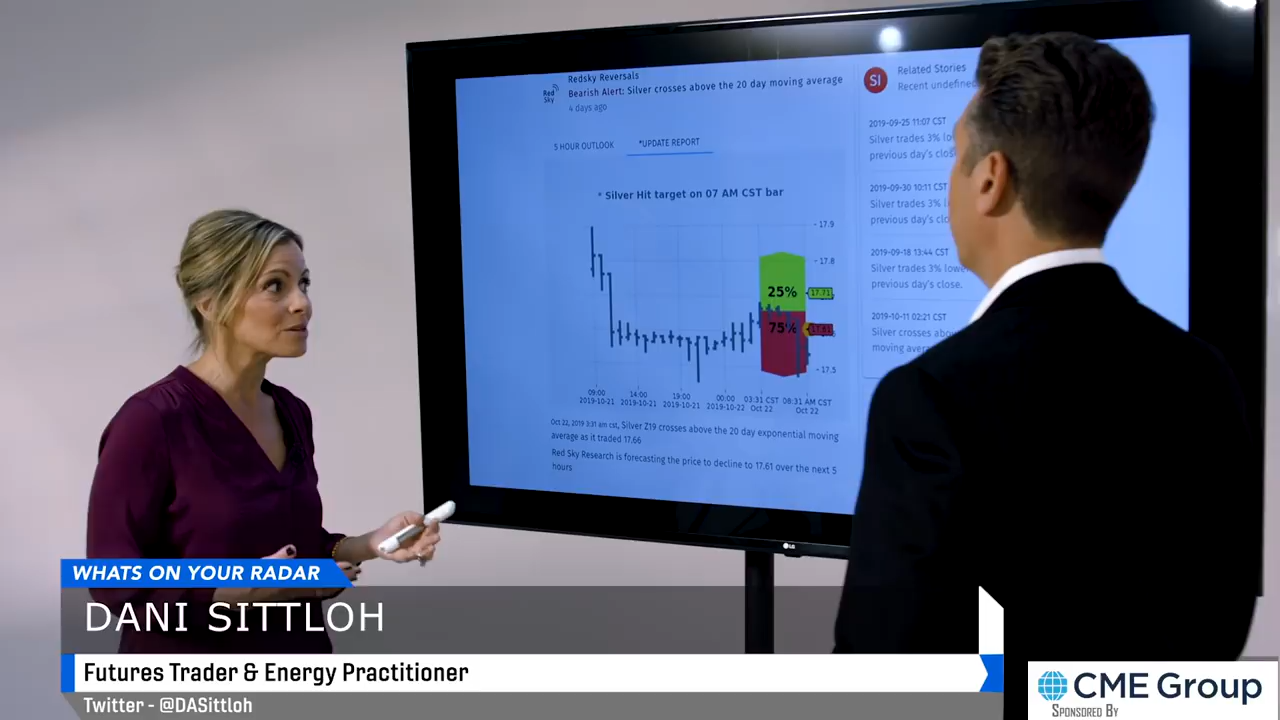 Redsky Reversals
Bearish Alert: Silver crosses above the 20 day moving average
4 days ago
Red
Sky
5 HOUR OUTLOOK
*UPDATE REPORT
* Silver Hit target on 07 AM CST bar
17.9
17.8
25%
17.71
75%
17.61
17.5
09:00
2019-10-21
14:00
2019-10-21
19:00
2019-10-21
00:00
2019-10-22
03:31 CST
Oct 22
08:31 AM CST
Oct 22
Oct 22, 2019 3:31 am cst, Silver Z19 crosses above the 20 day exponential moving
average as it traded 17.66
Red Sky Research is forecasting the price to decline to 17.61 over the next 5
hours
SI
Related Stories
Recent undefined
2019-09-25 11:07 CST
Silver trades 3%
previous day's
2019-09-30 10:11 CST
Silver trades 3%
previous day's
2019-09-18 13:44 CST
Silver trades 3%
previous day's close.
2019-10-11 02:21 CST
Silver crosses
moving
LG
WHATS ON YOUR RADAR
DANI SITTLOH
Futures Trader & Energy Practitioner
Twitter - @DASittloh
CME Group
SPONSORED BY